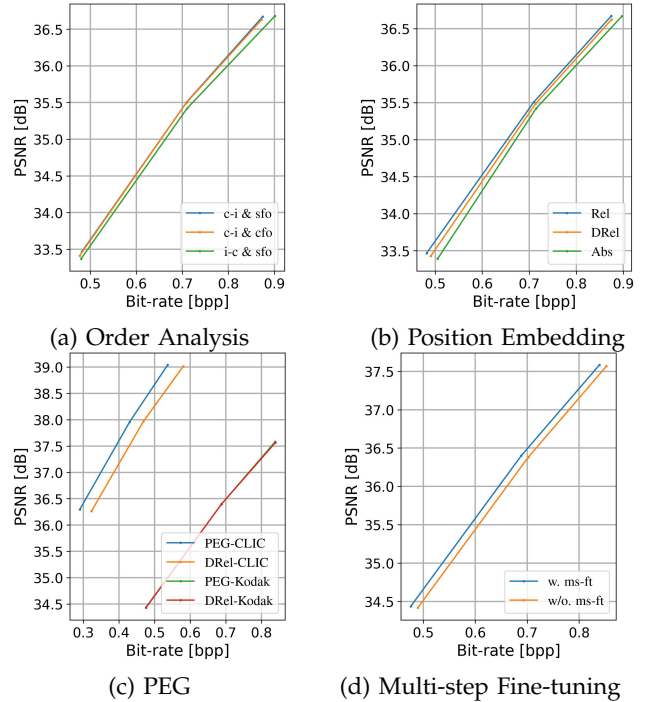 36.5
36.0
35.5
35.0
34.5
34.0
33.5
PSNR [dB]
c-i & sfo
c-i & cfo
i-c & sfo
0.5 0.6 0.7 0.8 0.9
Bit-rate [bpp]
(a) Order Analysis
36.5
36.0
35.5
35.0
34.5
34.0
33.5
PSNR [dB]
Rel
DRel
Abs
0.5 0.6 0.7 0.8 0.9
Bit-rate [bpp]
(b) Position Embedding
39.0
38.5
38.0
37.5
37.0
36.5
36.0
35.5
35.0
34.5
PSNR [dB]
PEG-CLIC
DRel-CLIC
PEG-Kodak
DRel-Kodak
0.3 0.4 0.5 0.6 0.7 0.8
Bit-rate [bpp]
(c) PEG
37.5
37.0
36.5
36.0
35.5
35.0
34.5
PSNR [dB]
w. ms-ft
w/o. ms-ft
0.5 0.6 0.7 0.8
Bit-rate [bpp]
(d) Multi-step Fine-tuning